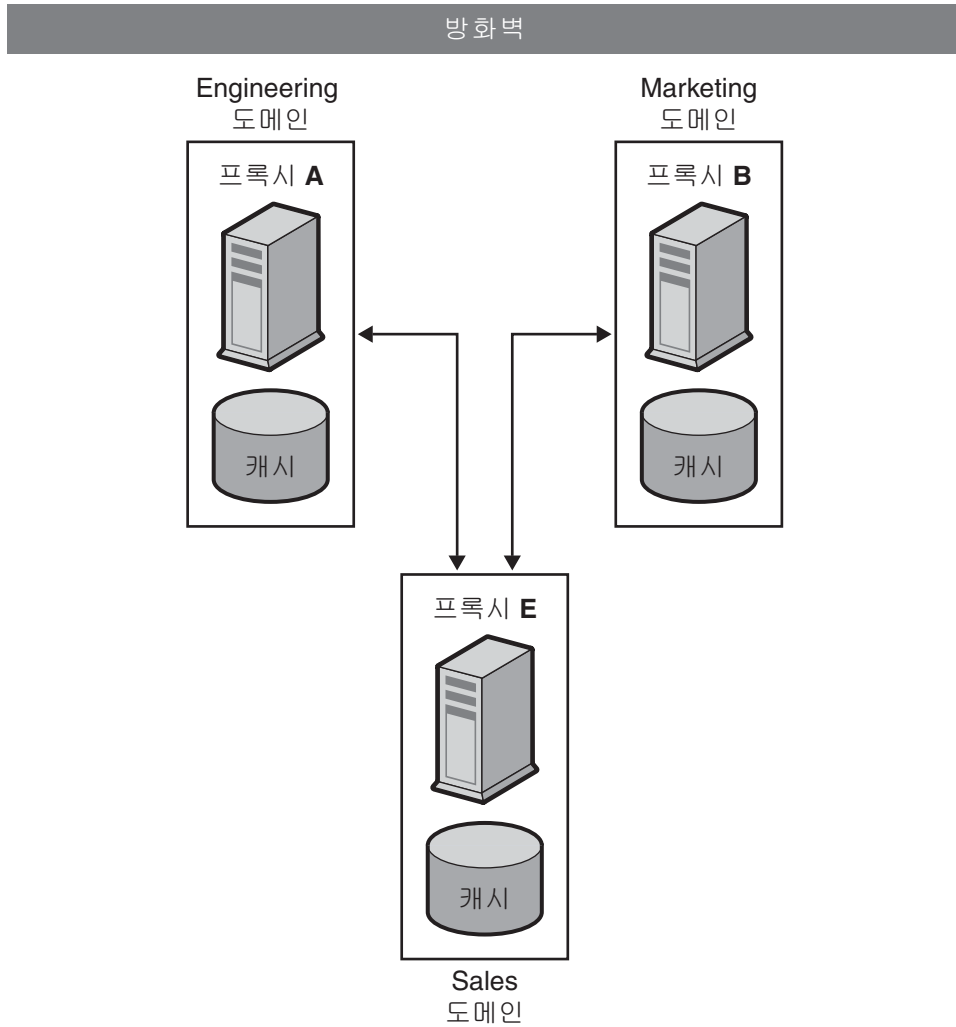 방화벽
Engineering
도메인
Marketing
도메인
프록시 A
프록시 B
캐시
캐시
프록시 E
캐시
Sales
도메인